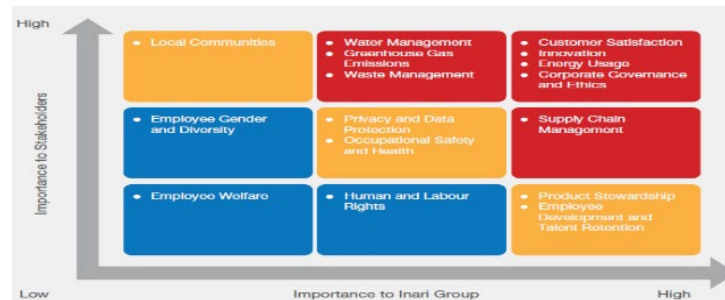 High
Importance to Stakeholders
• Local Communities
• Water Management
• Greenhouse Gas
Emissions
• Waste Management
• Customer Satisfaction
• Innovation
• Energy Usage
• Corporate Governance
and Ethics
• Employee Gender
and Diversity
• Privacy and Data
Protection
• Occupational Safety
and Health
• Supply Chain
Management
• Employee Welfare
• Human and Labour
Rights
• Product Stewardship
• Employee
Development and
Talent Retention
Low
Importance to Inari Group
High